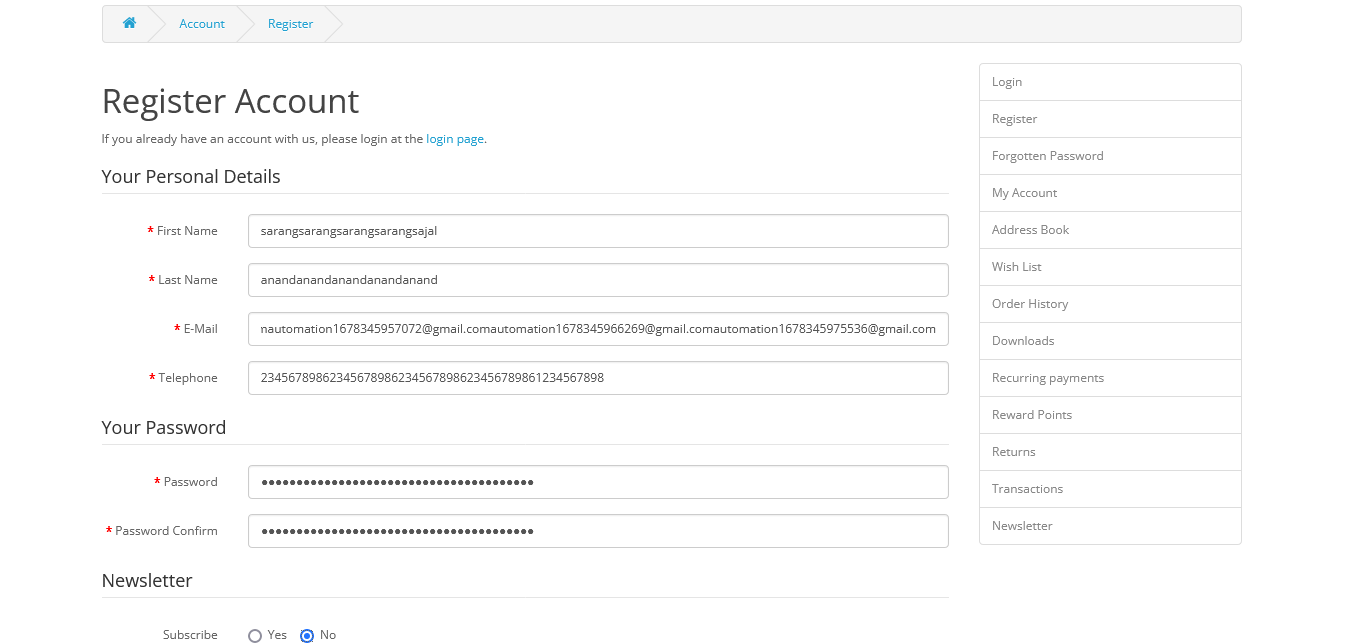 Account
Register
Register Account
If you already have an account with us, please login at the login page.
Your Personal Details
* First Name
sarangsarangsarangsarangsajal
* Last Name
anandanandanandanandanand
* E-Mail
nautomation1678345957072@gmail.comautomation1678345966269@gmail.comautomation1678345975536@gmail.com
* Telephone
23456789862345678986234567898623456789861234567898
Your Password
* Password
* Password Confirm
Newsletter
Subscribe
Yes
No
Login
Register
Forgotten Password
My Account
Address Book
Wish List
Order History
Downloads
Recurring payments
Reward Points
Returns
Transactions
Newsletter